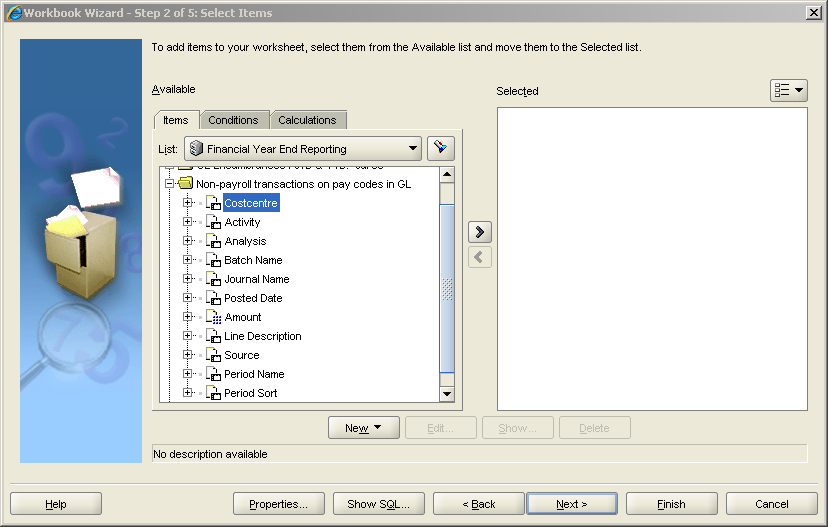 Workbook Wizard - Step 2 of 5: Select Items
To add items to your worksheet, select them from the Available list and move them to the Selected list.
Available
Selected
Items Conditions Calculations
List: Financial Year End Reporting
Non-payroll transactions on pay codes in GL
Costcentre
Activity
Analysis
Batch Name
Journal Name
Posted Date
Amount
Line Description
Source
Period Name
Period Sort
New Edit... Show... Delete
No description available
Help Properties... Show SQL... < Back Next > Finish Cancel